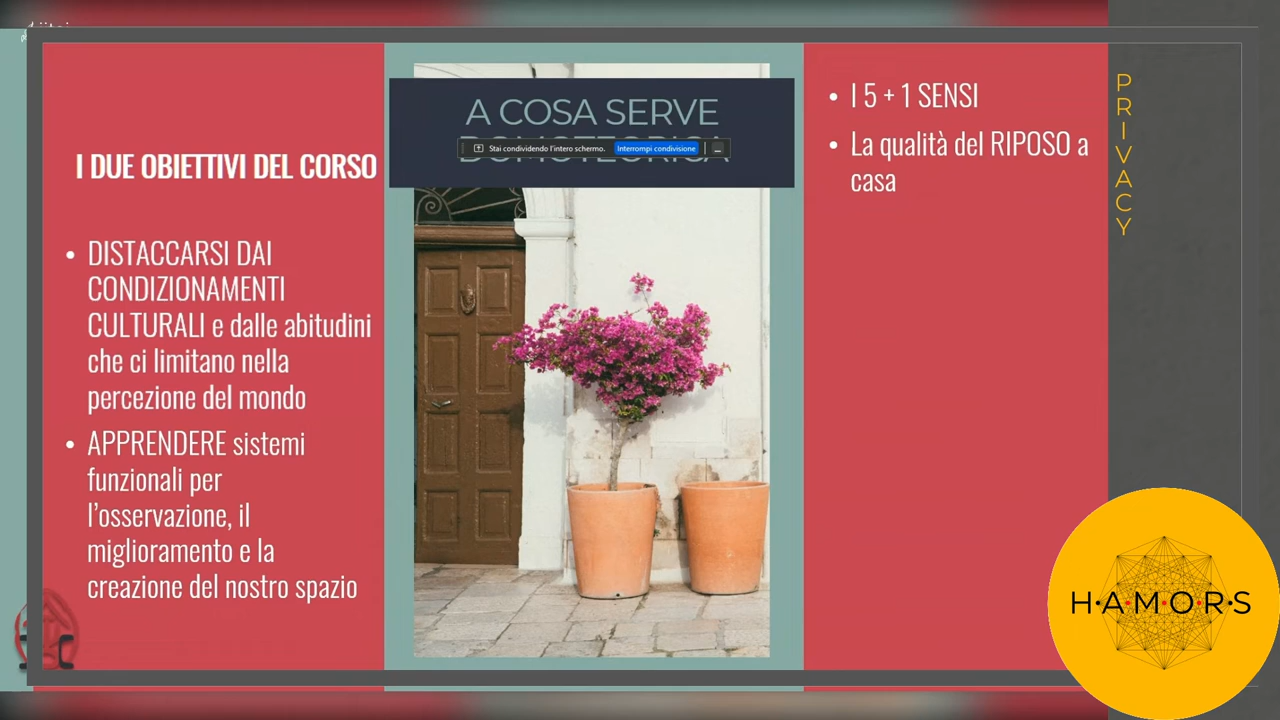 I DUE OBIETTIVI DEL CORSO
• DISTACCARSI DAI
CONDIZIONAMENTI
CULTURALI e dalle abitudini
che ci limitano nella
percezione del mondo
• APPRENDERE sistemi
funzionali per
l'osservazione, il
miglioramento e la
creazione del nostro spazio
A COSA SERVE
Stai condividendo l'intero schermo. Interrompi condivisione
• I 5 + 1 SENSI
• La qualità del RIPOSO a
casa
PRIVACY
H•A•M•O•R•S